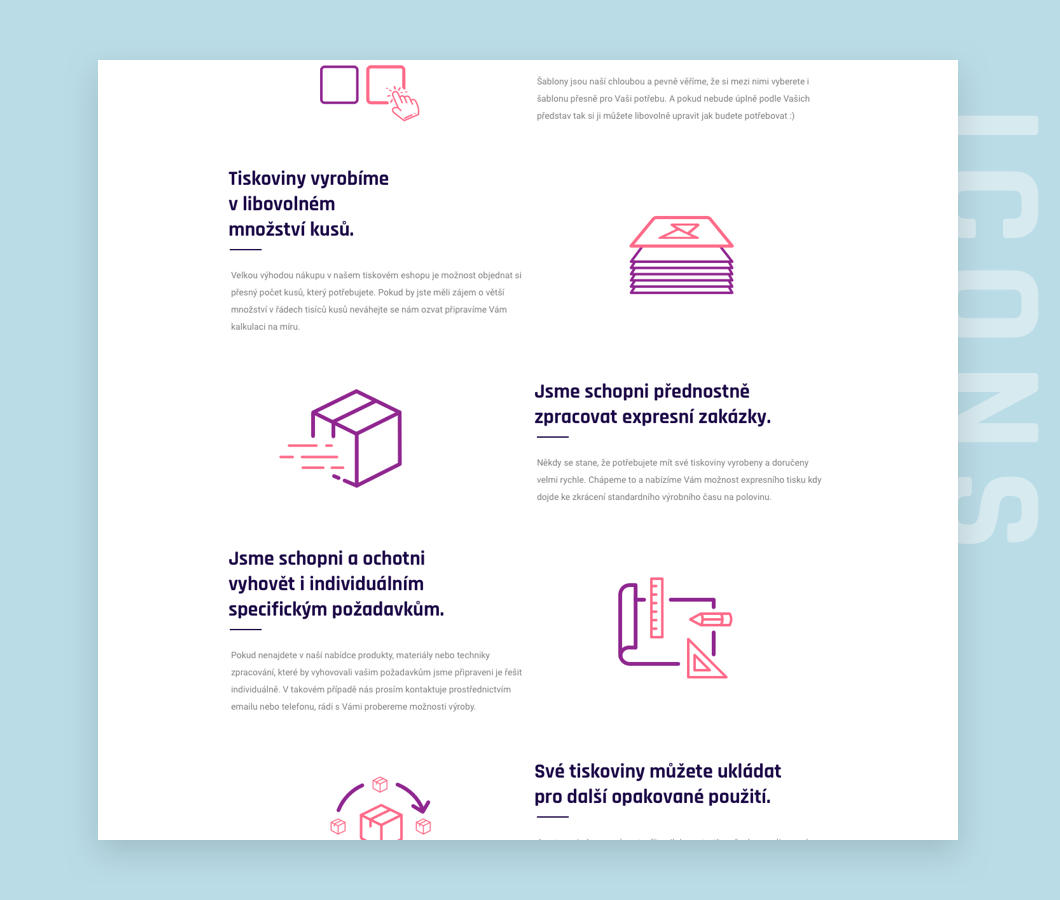 Šablony jsou naší chloubou a pevně věříme, že si mezi nimi vyberete i
šablonu přesně pro Vaši potřebu. A pokud nebude úplně podle Vašich
představ tak si ji můžete libovolně upravit jak budete potřebovat :)
Tiskoviny vyrobíme
v libovolném
množství kusů.
Velkou výhodou nákupu v našem tiskovém eshopu je možnost objednat si
přesný počet kusů, který potřebujete. Pokud by jste měli zájem o větší
množství v řádech tisíců kusů neváhejte se nám ozvat připravíme Vám
kalkulaci na míru.
Jsme schopni přednostně
zpracovat expresní zakázky.
Někdy se stane, že potřebujete mít své tiskoviny vyrobeny a doručeny
velmi rychle. Chápeme to a nabízíme Vám možnost expresního tisku kdy
dojde ke zkrácení standardního výrobního času na polovinu.
Jsme schopni a ochotni
vyhovět i individuálním
specifickým požadavkům.
Pokud nenajdete v naší nabídce produkty, materiály nebo techniky
zpracování, které by vyhovovali vašim požadavkům jsme připraveni je řešit
individuálně. V takovém případě nás prosím kontaktuje prostřednictvím
emailu nebo telefonu, rádi s Vámi probereme možnosti výroby.
Své tiskoviny můžete ukládat
pro další opakované použití.
ICONS